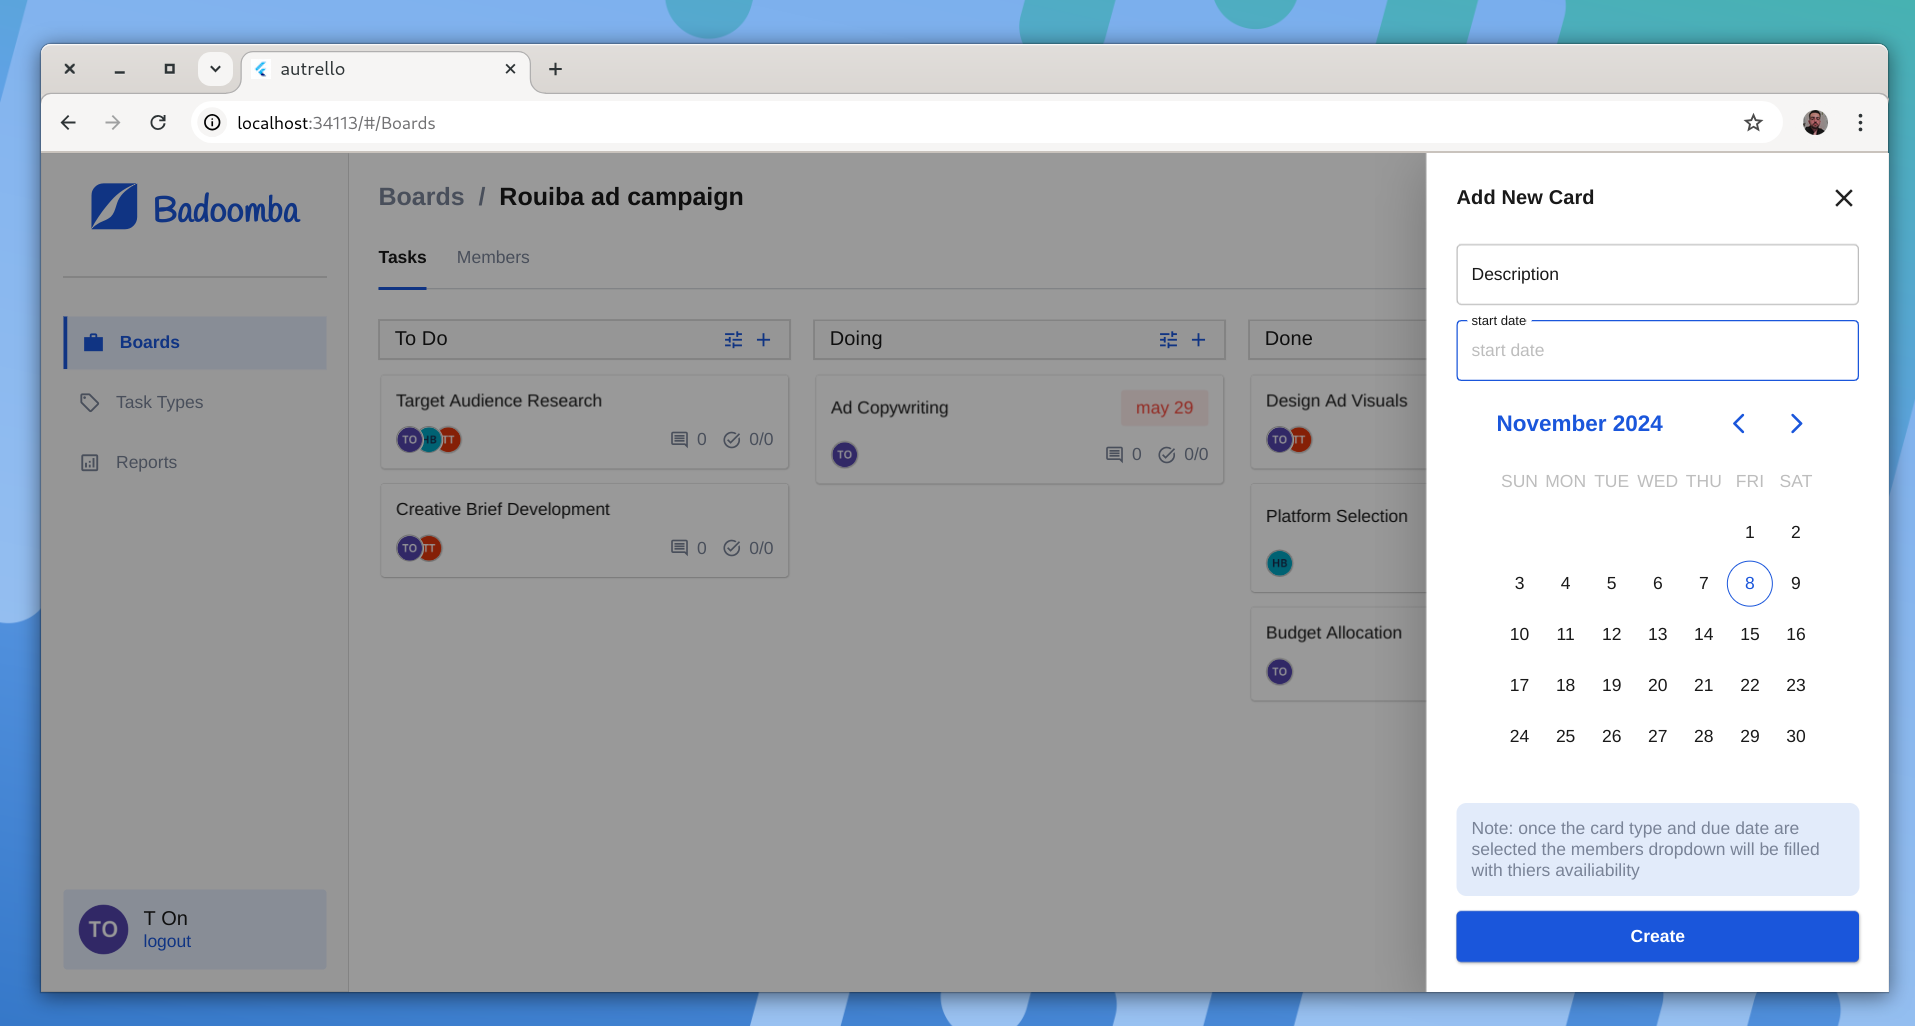 autrello
localhost:34113/#/Boards
Badoomba
Boards
Task Types
Reports
TO
T On
logout
Boards / Rouiba ad campaign
Tasks
Members
To Do
Target Audience Research
TO HB TT
0 0/0
Creative Brief Development
TO TT
0 0/0
Doing
Ad Copywriting
may 29
TO
0 0/0
Done
Design Ad Visuals
TO TT
Platform Selection
HB
Budget Allocation
TO
Add New Card
Description
start date
start date
November 2024
SUN MON TUE WED THU FRI SAT
1 2
3 4 5 6 7 8 9
10 11 12 13 14 15 16
17 18 19 20 21 22 23
24 25 26 27 28 29 30
Note: once the card type and due date are
selected the members dropdown will be filled
with thiers availiability
Create